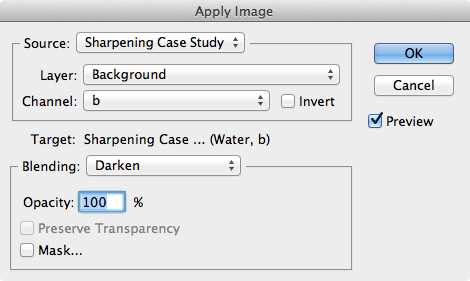 Apply Image
Source: Sharpening Case Study
OK
Layer: Background
Cancel
Channel: b Invert
Preview
Target: Sharpening Case ... (Water, b)
Blending: Darken
Opacity: 100 %
Preserve Transparency
Mask...